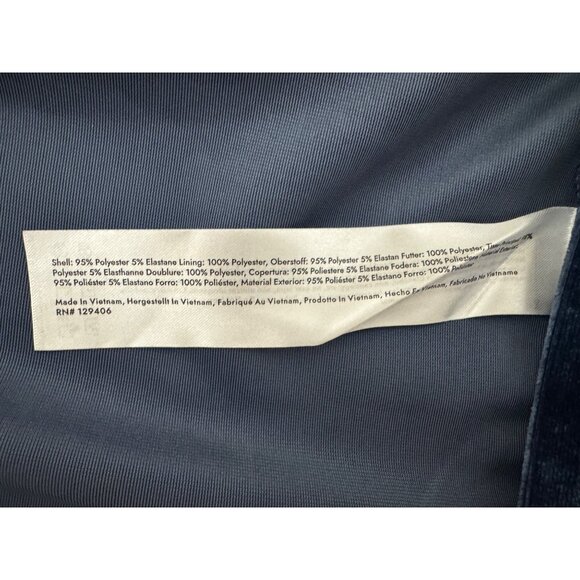 Shell: 95% Polyester 5% Elastane Lining: 100% Polyester, Oberstoff: 95% Polyester 5% Elastan Futter: 100% Polyester,
Polyester 5% Elasthanne Doublure: 100% Polyester, Copertura: 95% Poliestere 5% Elastane Fodera: 100% Poliestere
95% Poliéster 5% Elastano Forro: 100% Poliéster, Material Exterior: 95% Poliéster 5% Elastano Forro: 100% Poliéster
Made In Vietnam, Hergestellt In Vietnam, Fabriqué Au Vietnam, Prodotto In Vietnam, Hecho En Vietnam, Fabricado No Vietname
RN# 129406